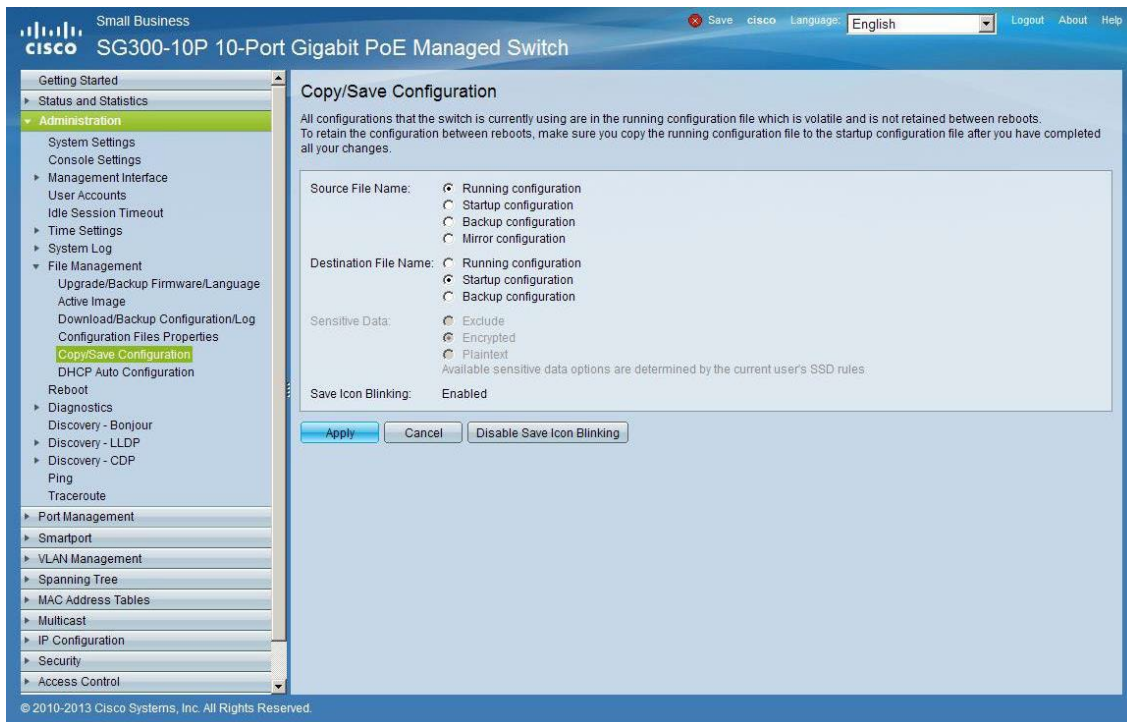 Small Business
Save cisco Language: English Logout About Help
cisco SG300-10P 10-Port Gigabit PoE Managed Switch
Getting Started
Status and Statistics
Administration
System Settings
Console Settings
Management Interface
User Accounts
Idle Session Timeout
Time Settings
System Log
File Management
Upgrade/Backup Firmware/Language
Active Image
Download/Backup Configuration/Log
Configuration Files Properties
Copy/Save Configuration
DHCP Auto Configuration
Reboot
Diagnostics
Discovery - Bonjour
Discovery - LLDP
Discovery - CDP
Ping
Traceroute
Port Management
Smartport
VLAN Management
Spanning Tree
MAC Address Tables
Multicast
IP Configuration
Security
Access Control
Copy/Save Configuration
All configurations that the switch is currently using are in the running configuration file which is volatile and is not retained between reboots.
To retain the configuration between reboots, make sure you copy the running configuration file to the startup configuration file after you have completed
all your changes.
Source File Name: Running configuration
Startup configuration
Backup configuration
Mirror configuration
Destination File Name: Running configuration
Startup configuration
Backup configuration
Sensitive Data: Exclude
Encrypted
Plaintext
Available sensitive data options are determined by the current user's SSD rules
Save Icon Blinking: Enabled
Apply Cancel Disable Save Icon Blinking
© 2010-2013 Cisco Systems, Inc. All Rights Reserved.